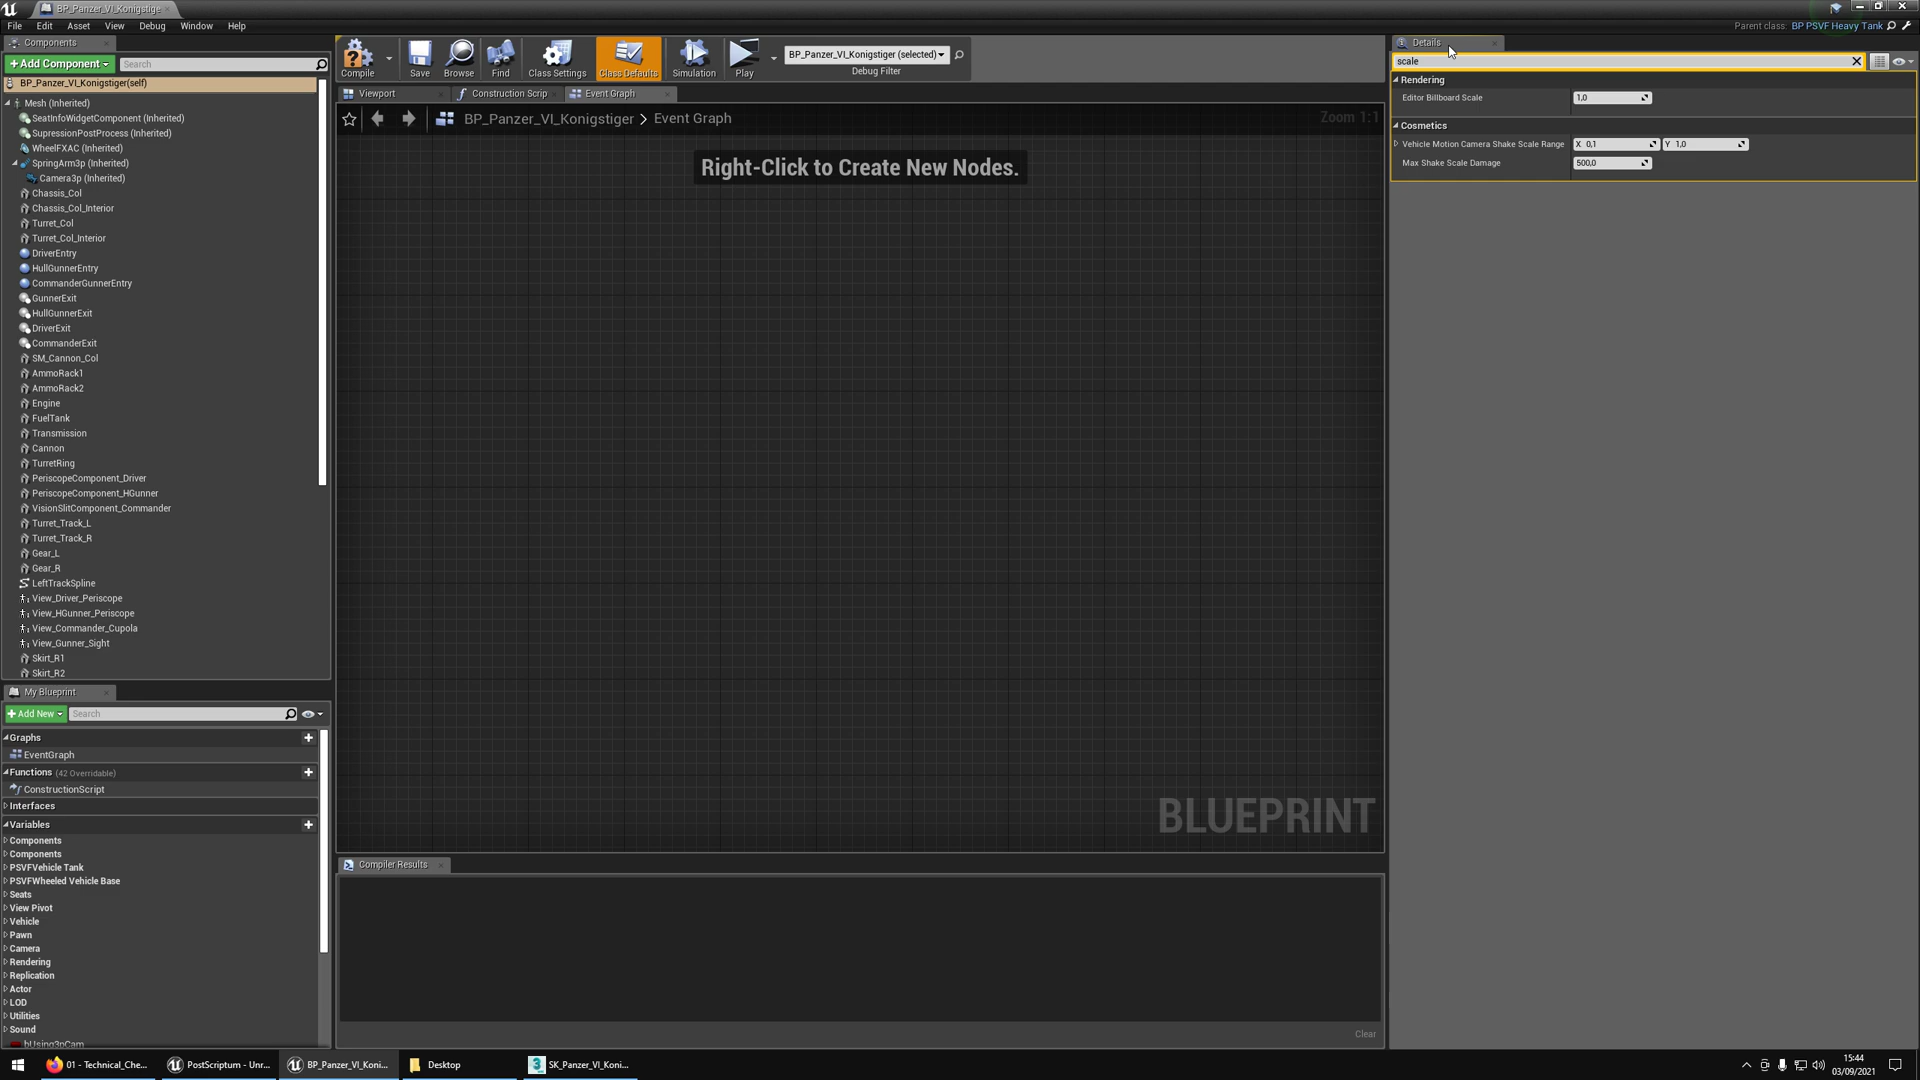 BP_Panzer_VI_Konigstige
File Edit Asset View Debug Window Help
Parent class: BP PSVF Heavy Tank
Components
+Add Component
Search
BP_Panzer_VI_Konigstiger(self)
Mesh (Inherited)
SeatInfoWidgetComponent (Inherited)
SupressionPostProcess (Inherited)
WheelFXAC (Inherited)
SpringArm3p (Inherited)
Camera3p (Inherited)
Chassis_Col
Chassis_Col_Interior
Turret_Col
Turret_Col_Interior
DriverEntry
HullGunnerEntry
CommanderGunnerEntry
GunnerExit
HullGunnerExit
DriverExit
CommanderExit
SM_Cannon_Col
AmmoRack1
AmmoRack2
Engine
FuelTank
Transmission
Cannon
TurretRing
PeriscopeComponent_Driver
PeriscopeComponent_HGunner
VisionSlitComponent_Commander
Turret_Track_L
Turret_Track_R
Gear_L
Gear_R
LeftTrackSpline
View_Driver_Periscope
View_HGunner_Periscope
View_Commander_Cupola
View_Gunner_Sight
Skirt_R1
Skirt_R2
My Blueprint
+Add New
Search
Graphs
EventGraph
Functions (42 Overridable)
ConstructionScript
Interfaces
Variables
Components
Components
PSVFVehicle Tank
PSVFWheeled Vehicle Base
Seats
View Pivot
Vehicle
Pawn
Camera
Rendering
Replication
Actor
LOD
Utilities
Sound
bUsing3pCam
Compile Save Browse Find Class Settings Class Defaults Simulation Play
BP_Panzer_VI_Konigstiger (selected)
Debug Filter
Viewport Construction Scrip Event Graph
BP_Panzer_VI_Konigstiger > Event Graph
Zoom 1:1
Right-Click to Create New Nodes.
BLUEPRINT
Compiler Results
Clear
Details
scale
Rendering
Editor Billboard Scale 1,0
Cosmetics
Vehicle Motion Camera Shake Scale Range X 0,1 Y 1,0
Max Shake Scale Damage 500,0
01 - Technical_Che... PostScriptum - Unr... BP_Panzer_VI_Koni... Desktop SK_Panzer_VI_Koni...
15:44
03/09/2021